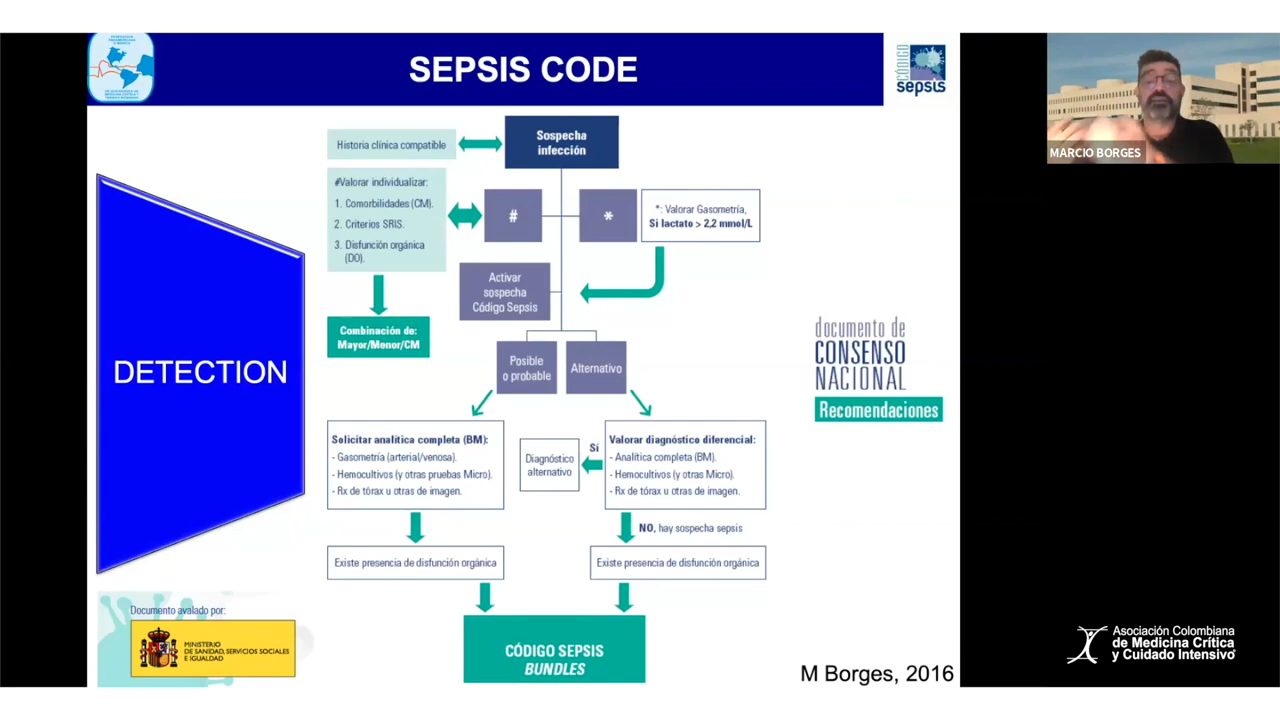 SEPSIS CODE
CÓDIGO
sepsis
MARCIO BORGES
Historia clínica compatible
Sospecha
infección
#Valorar individualizar:
1. Comorbilidades (CM).
2. Criterios SRIS.
3. Disfunción orgánica
(DO).
#
*
*: Valorar Gasometría,
Si lactato > 2,2 mmol/L
Activar
sospecha
Código Sepsis
Combinación de:
Mayor/Menor/CM
DETECTION
Posible
o probable
Alternativo
documento de
CONSENSO
NACIONAL
Recomendaciones
Solicitar analítica completa (BM):
- Gasometría (arterial/venosa).
- Hemocultivos (y otras pruebas Micro).
- Rx de tórax u otras de imagen.
Diagnóstico
alternativo
Sí
Valorar diagnóstico diferencial:
- Analítica completa (BM).
- Hemocultivos (y otras Micro).
- Rx de tórax u otras de imagen.
NO, hay sospecha sepsis
Existe presencia de disfunción orgánica
Existe presencia de disfunción orgánica
Documento avalado por:
MINISTERIO
DE SANIDAD, SERVICIOS SOCIALES
E IGUALDAD
CÓDIGO SEPSIS
BUNDLES
M Borges, 2016
Asociación Colombiana
de Medicina Crítica
y Cuidado Intensivo